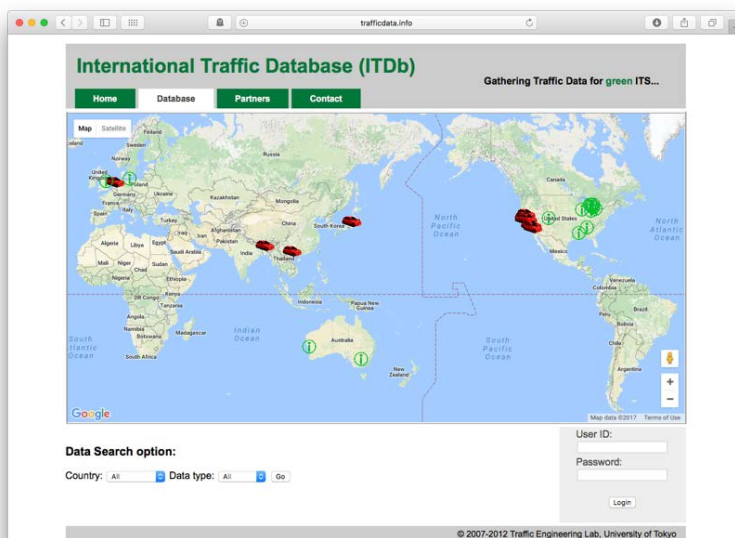 trafficdata.info
International Traffic Database (ITDb)
Gathering Traffic Data for green ITS...
Home Database Partners Contact
Map Satellite
Finland
Sweden
Norway
Russia
United
Kingdom
Poland
Germany
Ukraine
France
Kazakhstan
Mongolia
Spain
Italy
Turkey
China
South Korea
Iraq
Iran
Afghanistan
Pakistan
Algeria
Libya
Egypt
Saudi Arabia
India
Thailand
Mali
Niger
Sudan
Chad
Nigeria
Ethiopia
DR Congo
Kenya
Tanzania
Indonesia
Papua New
Guinea
Angola
Namibia
Botswana
Madagascar
Indian
Ocean
Australia
South
Atlantic
Ocean
South Africa
New
Zealand
Canada
North
Pacific
Ocean
United States
North
Atlantic
Ocean
Mexico
Venezuela
Colombia
Peru
Brazil
Bolivia
South
Pacific
Ocean
Chile
Argentina
+
−
Google
Map data ©2017 Terms of Use
Data Search option:
Country: All Data type: All Go
User ID:
Password:
Login
© 2007-2012 Traffic Engineering Lab, University of Tokyo